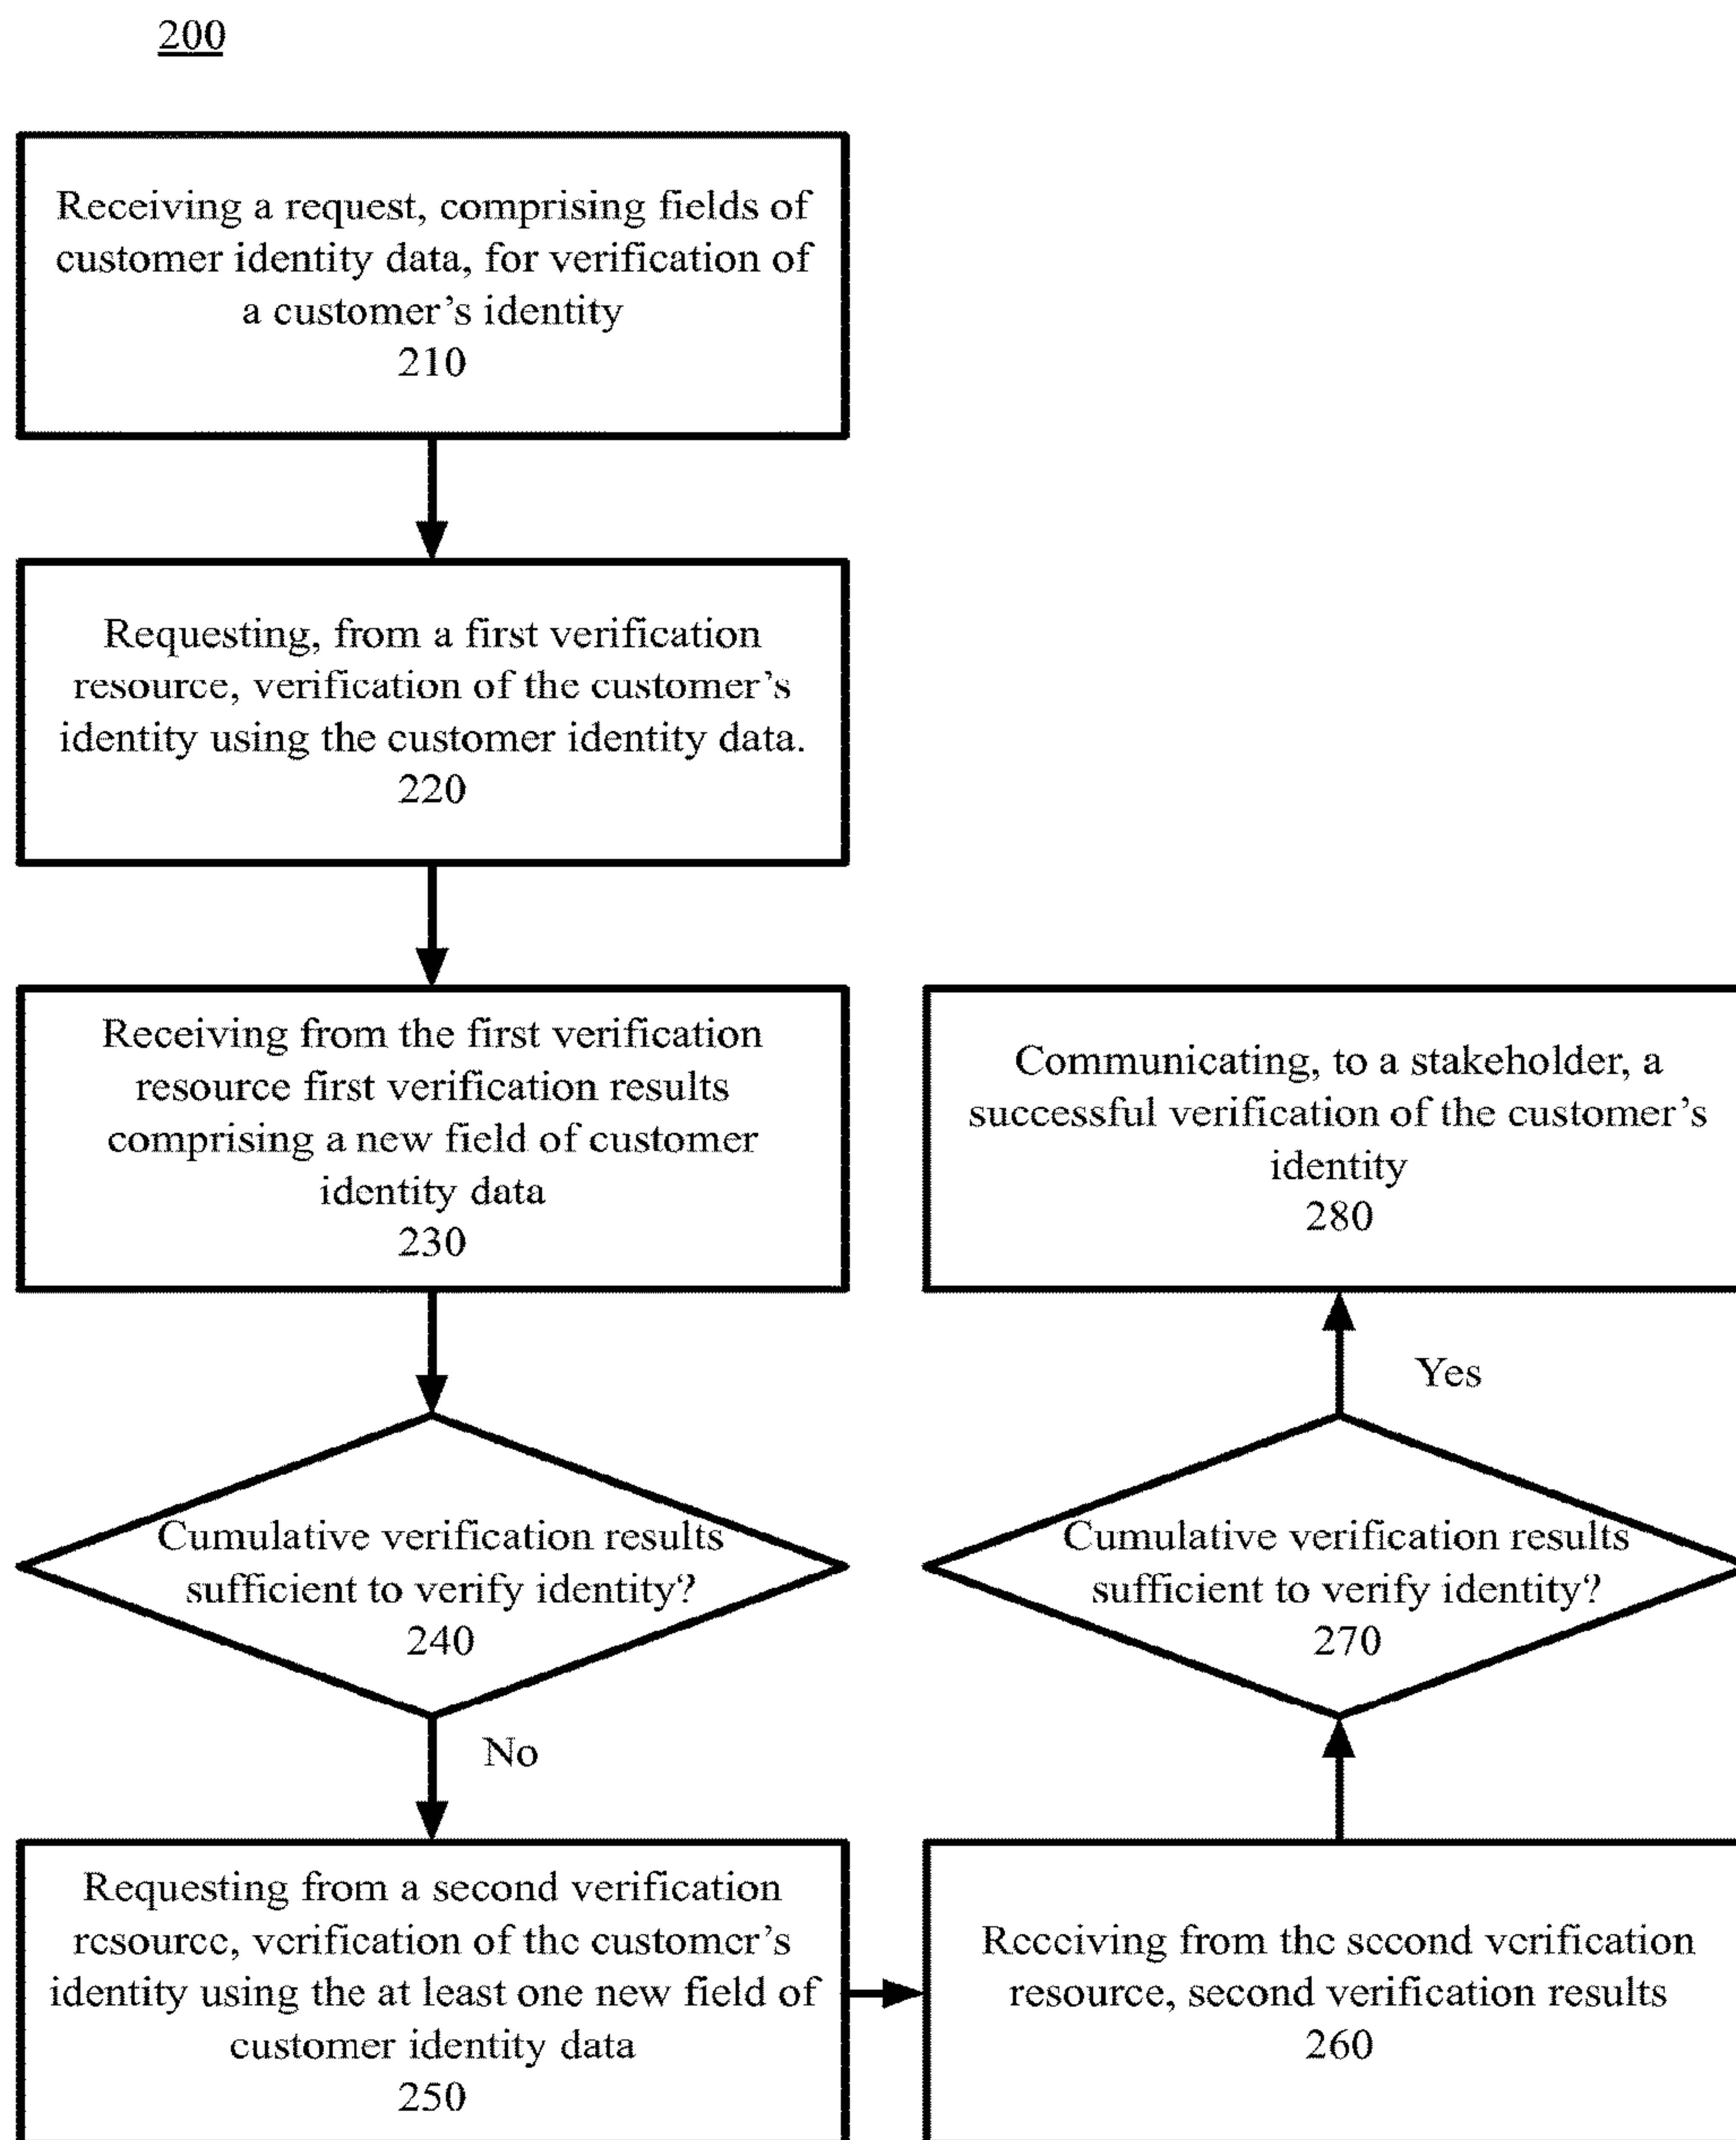 200
Receiving a request, comprising fields of
customer identity data, for verification of
a customer’s identity
210
Requesting, from a first verification
resource, verification of the customer’s
identity using the customer identity data.
220
Receiving from the first verification
resource first verification results
comprising a new field of customer
identity data
230
Cumulative verification results
sufficient to verify identity?
240
No
Requesting from a second verification
resource, verification of the customer’s
identity using the at least one new field of
customer identity data
250
Receiving from the second verification
resource, second verification results
260
Cumulative verification results
sufficient to verify identity?
270
Yes
Communicating, to a stakeholder, a
successful verification of the customer’s
identity
280